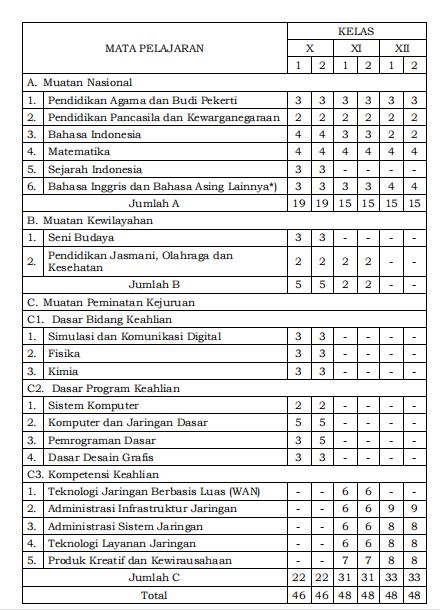 MATA PELAJARAN KELAS
X XI XII
1 2 1 2 1 2
A. Muatan Nasional
1. Pendidikan Agama dan Budi Pekerti 3 3 3 3 3 3
2. Pendidikan Pancasila dan Kewarganegaraan 2 2 2 2 2 2
3. Bahasa Indonesia 4 4 3 3 2 2
4. Matematika 4 4 4 4 4 4
5. Sejarah Indonesia 3 3 - - - -
6. Bahasa Inggris dan Bahasa Asing Lainnya*) 3 3 3 3 4 4
Jumlah A 19 19 15 15 15 15
B. Muatan Kewilayahan
1. Seni Budaya 3 3 - - - -
2. Pendidikan Jasmani, Olahraga dan
Kesehatan 2 2 2 2 - -
Jumlah B 5 5 2 2 - -
C. Muatan Peminatan Kejuruan
C1. Dasar Bidang Keahlian
1. Simulasi dan Komunikasi Digital 3 3 - - - -
2. Fisika 3 3 - - - -
3. Kimia 3 3 - - - -
C2. Dasar Program Keahlian
1. Sistem Komputer 2 2 - - - -
2. Komputer dan Jaringan Dasar 5 5 - - - -
3. Pemrograman Dasar 3 5 - - - -
4. Dasar Desain Grafis 3 3 - - - -
C3. Kompetensi Keahlian
1. Teknologi Jaringan Berbasis Luas (WAN) - - 6 6 - -
2. Administrasi Infrastruktur Jaringan - - 6 6 9 9
3. Administrasi Sistem Jaringan - - 6 6 8 8
4. Teknologi Layanan Jaringan - - 6 6 8 8
5. Produk Kreatif dan Kewirausahaan - - 7 7 8 8
Jumlah C 22 22 31 31 33 33
Total 46 46 48 48 48 48